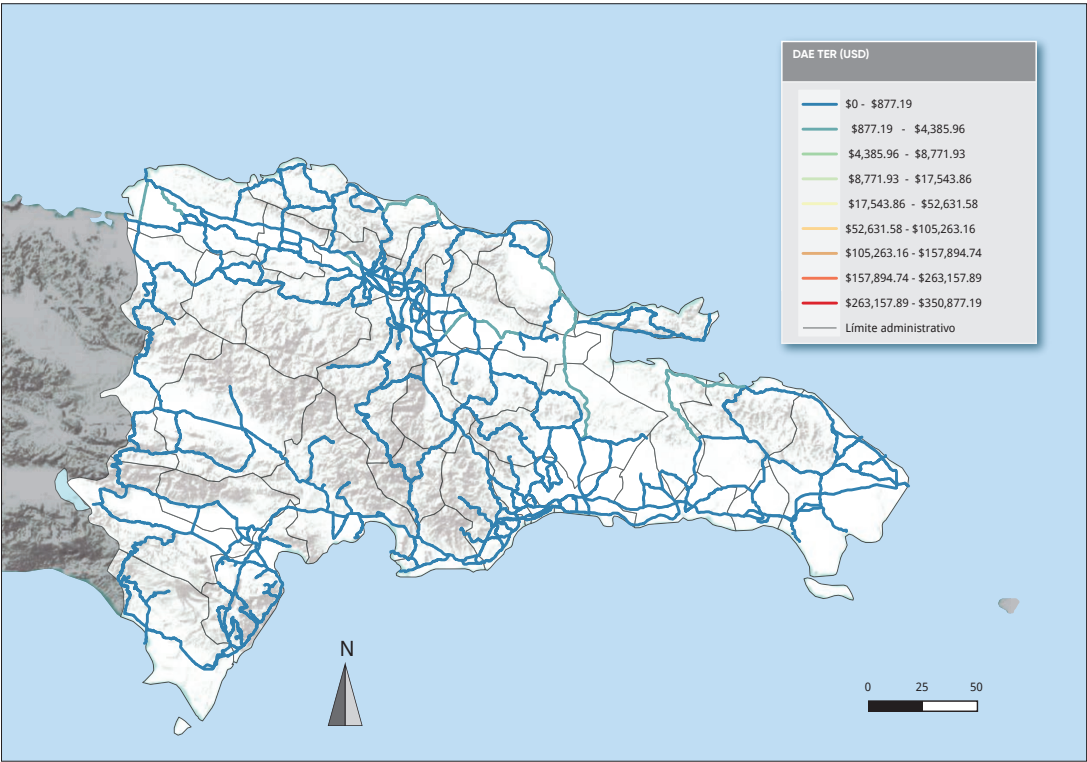 DAE TER (USD)
$0 - $877.19
$877.19 - $4,385.96
$4,385.96 - $8,771.93
$8,771.93 - $17,543.86
$17,543.86 - $52,631.58
$52,631.58 - $105,263.16
$105,263.16 - $157,894.74
$157,894.74 - $263,157.89
$263,157.89 - $350,877.19
Límite administrativo
N
0 25 50